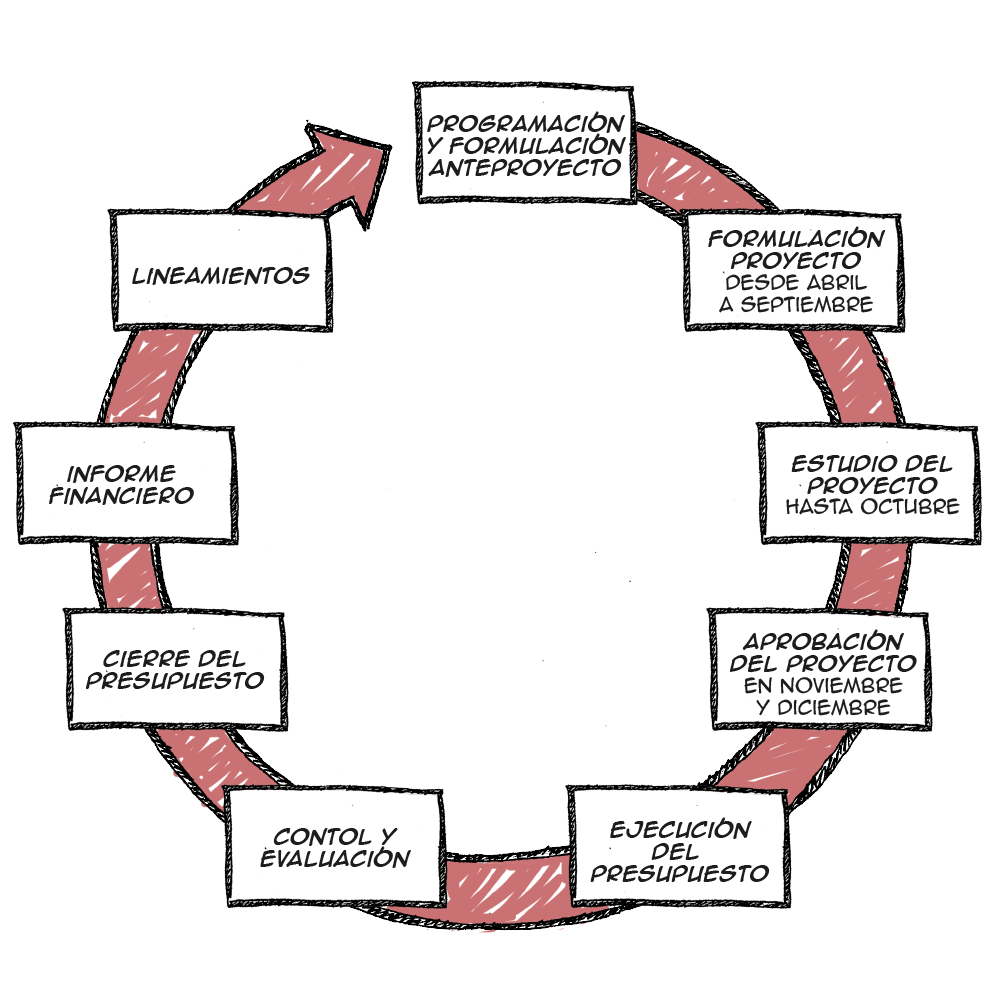 PROGRAMACIÓN
Y FORMULACIÓN
ANTEPROYECTO
FORMULACIÓN
PROYECTO
DESDE ABRIL
A SEPTIEMBRE
ESTUDIO DEL
PROYECTO
HASTA OCTUBRE
APROBACIÓN
DEL PROYECTO
EN NOVIEMBRE
Y DICIEMBRE
EJECUCIÓN
DEL
PRESUPUESTO
CONTOL Y
EVALUACIÓN
CIERRE DEL
PRESUPUESTO
INFORME
FINANCIERO
LINEAMIENTOS